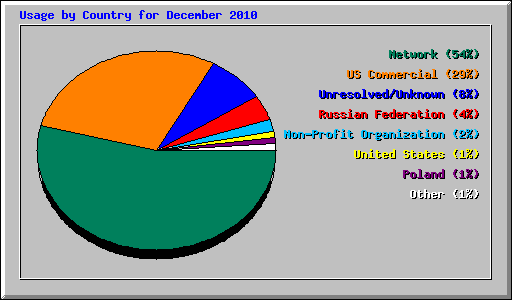 Usage by Country for December 2010
Network (54%)
US Commercial (29%)
Unresolved/Unknown (8%)
Russian Federation (4%)
Non-Profit Organization (2%)
United States (1%)
Poland (1%)
Other (1%)